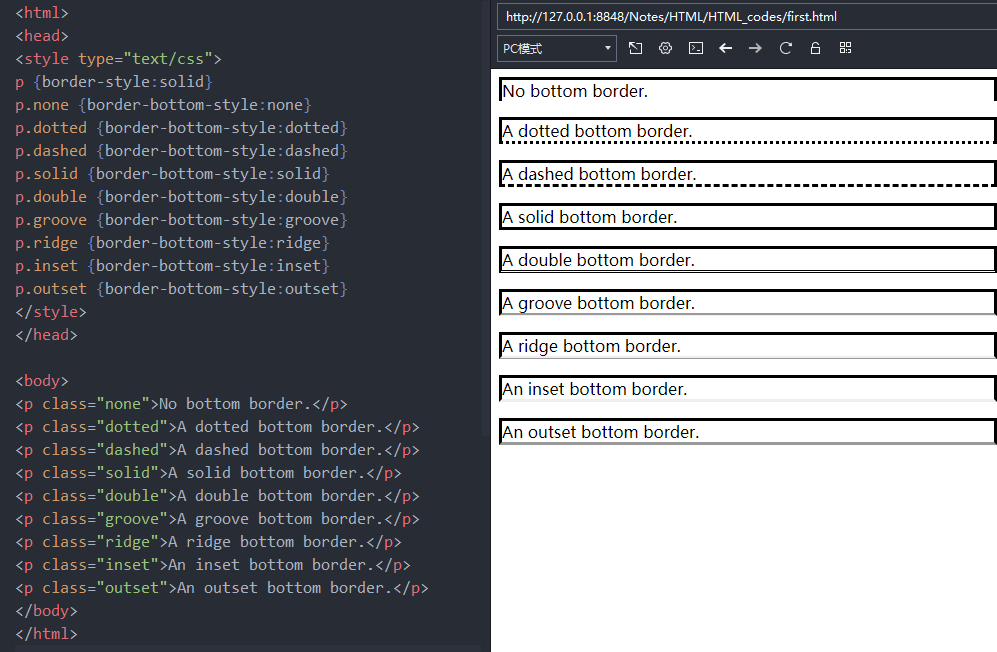 <html>
<head>
<style type="text/css">
p {border-style:solid}
p.none {border-bottom-style:none}
p.dotted {border-bottom-style:dotted}
p.dashed {border-bottom-style:dashed}
p.solid {border-bottom-style:solid}
p.double {border-bottom-style:double}
p.groove {border-bottom-style:groove}
p.ridge {border-bottom-style:ridge}
p.inset {border-bottom-style:inset}
p.outset {border-bottom-style:outset}
</style>
</head>
<body>
<p class="none">No bottom border.</p>
<p class="dotted">A dotted bottom border.</p>
<p class="dashed">A dashed bottom border.</p>
<p class="solid">A solid bottom border.</p>
<p class="double">A double bottom border.</p>
<p class="groove">A groove bottom border.</p>
<p class="ridge">A ridge bottom border.</p>
<p class="inset">An inset bottom border.</p>
<p class="outset">An outset bottom border.</p>
</body>
</html>
http://127.0.0.1:8848/Notes/HTML/HTML_codes/first.html
PC模式
No bottom border.
A dotted bottom border.
A dashed bottom border.
A solid bottom border.
A double bottom border.
A groove bottom border.
A ridge bottom border.
An inset bottom border.
An outset bottom border.